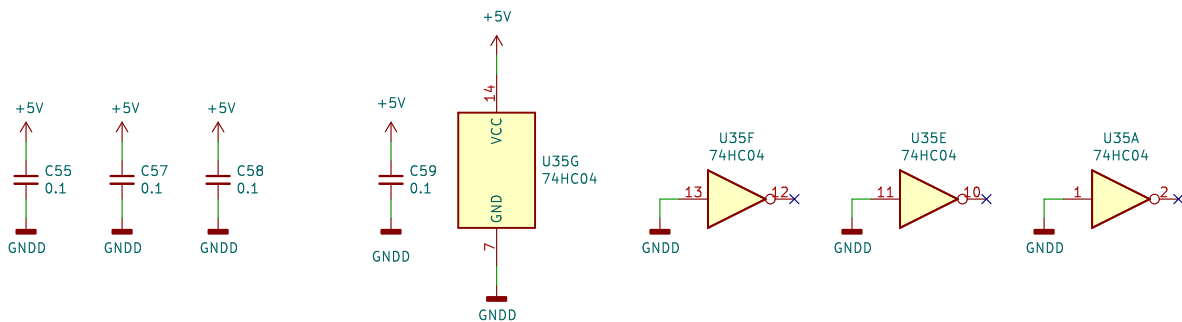 +5V
C55
0.1
GNDD
+5V
C57
0.1
GNDD
+5V
C58
0.1
GNDD
+5V
C59
0.1
GNDD
+5V
14
VCC
U35G
74HC04
GND
7
GNDD
U35F
74HC04
13
12
GNDD
U35E
74HC04
11
10
GNDD
U35A
74HC04
1
2
GNDD